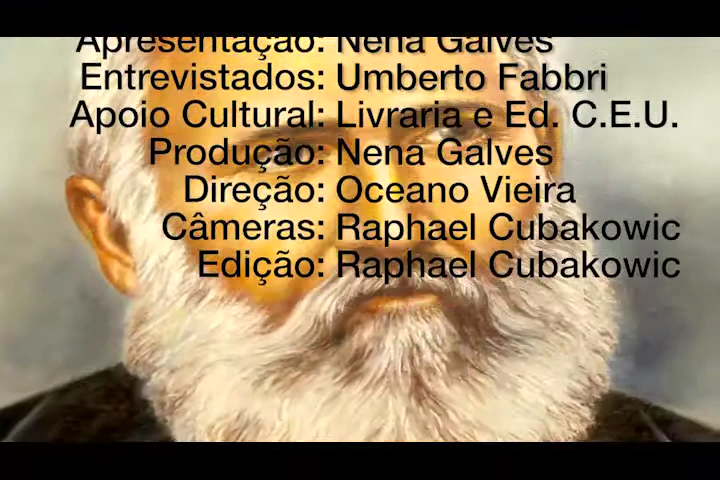 Apresentação: Nena Galves
Entrevistados: Umberto Fabbri
Apoio Cultural: Livraria e Ed. C.E.U.
Produção: Nena Galves
Direção: Oceano Vieira
Câmeras: Raphael Cubakowic
Edição: Raphael Cubakowic